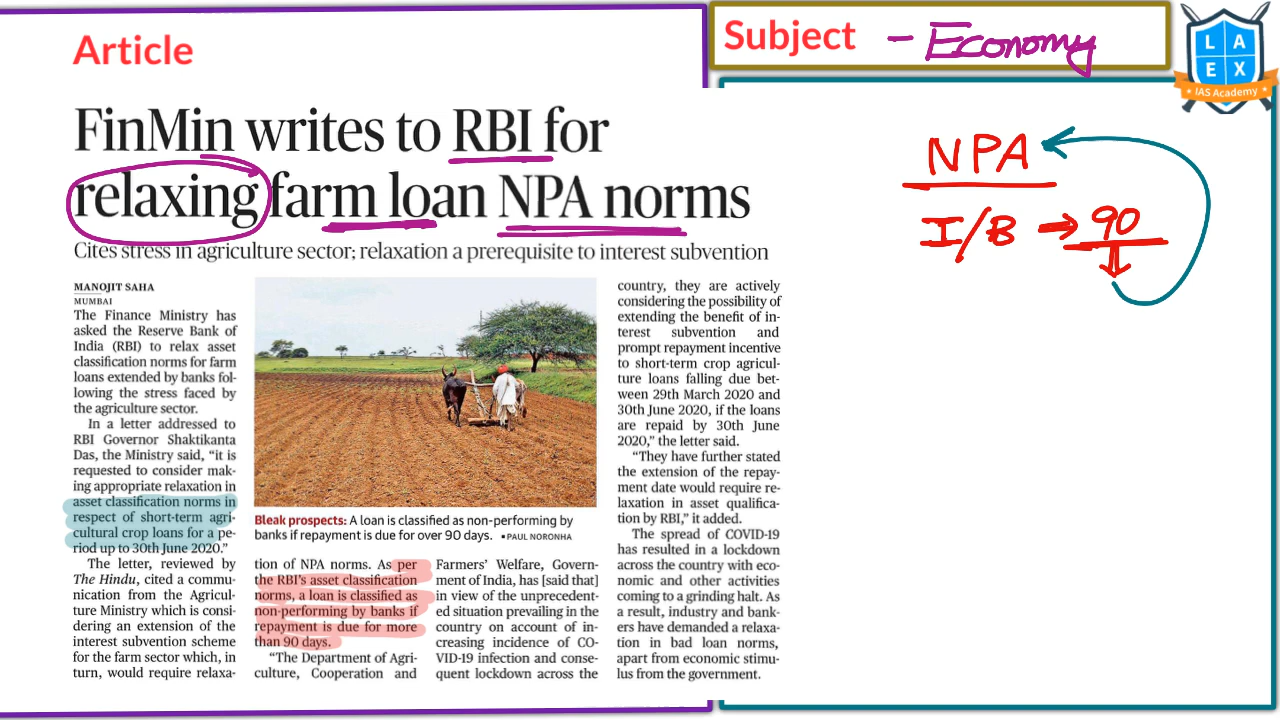 Article
Subject - Economy
L A
E X
IAS Academy
FinMin writes to RBI for
relaxing farm loan NPA norms
Cites stress in agriculture sector; relaxation a prerequisite to interest subvention
MANOJIT SAHA
MUMBAI
The Finance Ministry has
asked the Reserve Bank of
India (RBI) to relax asset
classification norms for farm
loans extended by banks fol-
lowing the stress faced by
the agriculture sector.
In a letter addressed to
RBI Governor Shaktikanta
Das, the Ministry said, “it is
requested to consider mak-
ing appropriate relaxation in
asset classification norms in
respect of short-term agri-
cultural crop loans for a pe-
riod up to 30th June 2020.”
The letter, reviewed by
The Hindu, cited a commu-
nication from the Agricul-
ture Ministry which is consi-
dering an extension of the
interest subvention scheme
for the farm sector which, in
turn, would require relaxa-
Bleak prospects: A loan is classified as non-performing by
banks if repayment is due for over 90 days. •PAUL NORONHA
tion of NPA norms. As per
the RBI’s asset classification
norms, a loan is classified as
non-performing by banks if
repayment is due for more
than 90 days.
“The Department of Agri-
culture, Cooperation and
Farmers’ Welfare, Govern-
ment of India, has [said that]
in view of the unprecedent-
ed situation prevailing in the
country on account of in-
creasing incidence of CO-
VID-19 infection and conse-
quent lockdown across the
country, they are actively
considering the possibility of
extending the benefit of in-
terest subvention and
prompt repayment incentive
to short-term crop agricul-
ture loans falling due bet-
ween 29th March 2020 and
30th June 2020, if the loans
are repaid by 30th June
2020,” the letter said.
“They have further stated
the extension of the repay-
ment date would require re-
laxation in asset qualifica-
tion by RBI,” it added.
The spread of COVID-19
has resulted in a lockdown
across the country with eco-
nomic and other activities
coming to a grinding halt. As
a result, industry and bank-
ers have demanded a relaxa-
tion in bad loan norms,
apart from economic stimu-
lus from the government.
NPA
I/B → 90